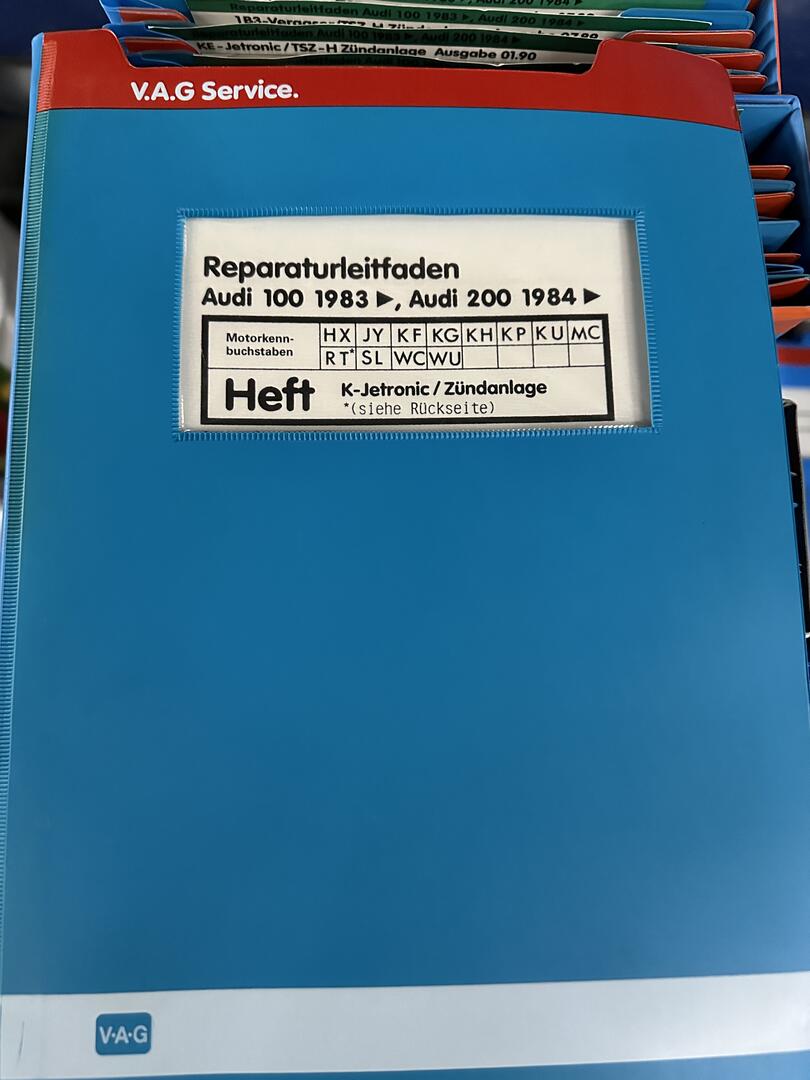 Reparaturleitfaden Audi 100 1983 ▶, Audi 200 1984 ▶
KE-Jetronic/TSZ-H Zündanlage Ausgabe 01.90
V.A.G Service.
Reparaturleitfaden
Audi 100 1983 ▶, Audi 200 1984 ▶
Motorkenn-
buchstaben
HX JY KF KG KH KP KU MC
RT* SL WC WU
Heft K-Jetronic / Zündanlage
*(siehe Rückseite)
V·A·G